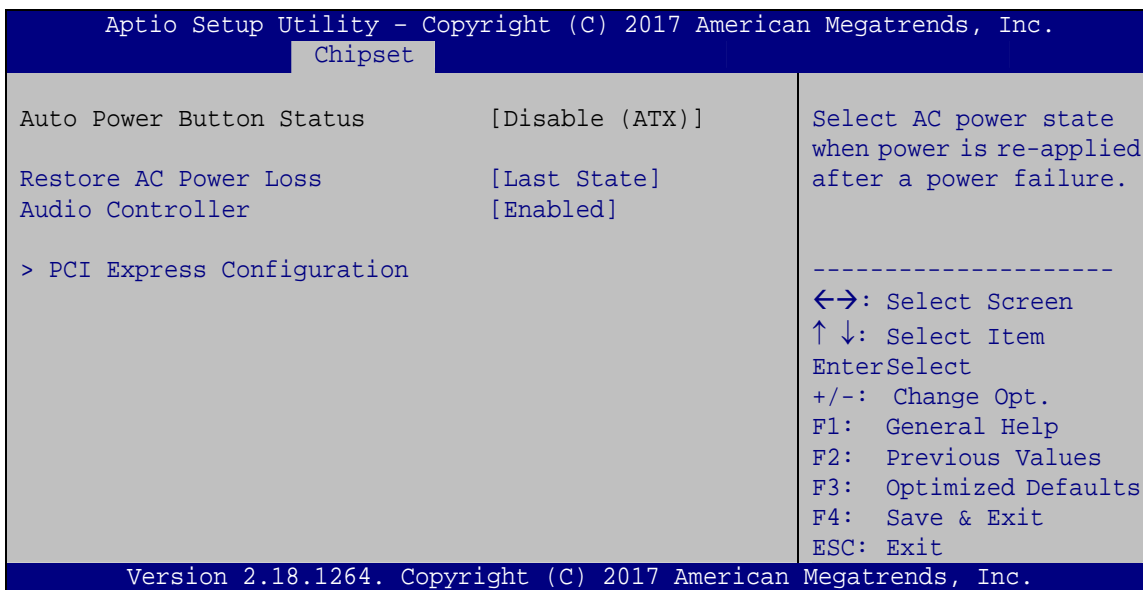 Aptio Setup Utility – Copyright (C) 2017 American Megatrends, Inc.
Chipset
Auto Power Button Status [Disable (ATX)]
Restore AC Power Loss [Last State]
Audio Controller [Enabled]
> PCI Express Configuration
Select AC power state
when power is re-applied
after a power failure.
---------------------
←→: Select Screen
↑ ↓: Select Item
EnterSelect
+/-: Change Opt.
F1: General Help
F2: Previous Values
F3: Optimized Defaults
F4: Save & Exit
ESC: Exit
Version 2.18.1264. Copyright (C) 2017 American Megatrends, Inc.